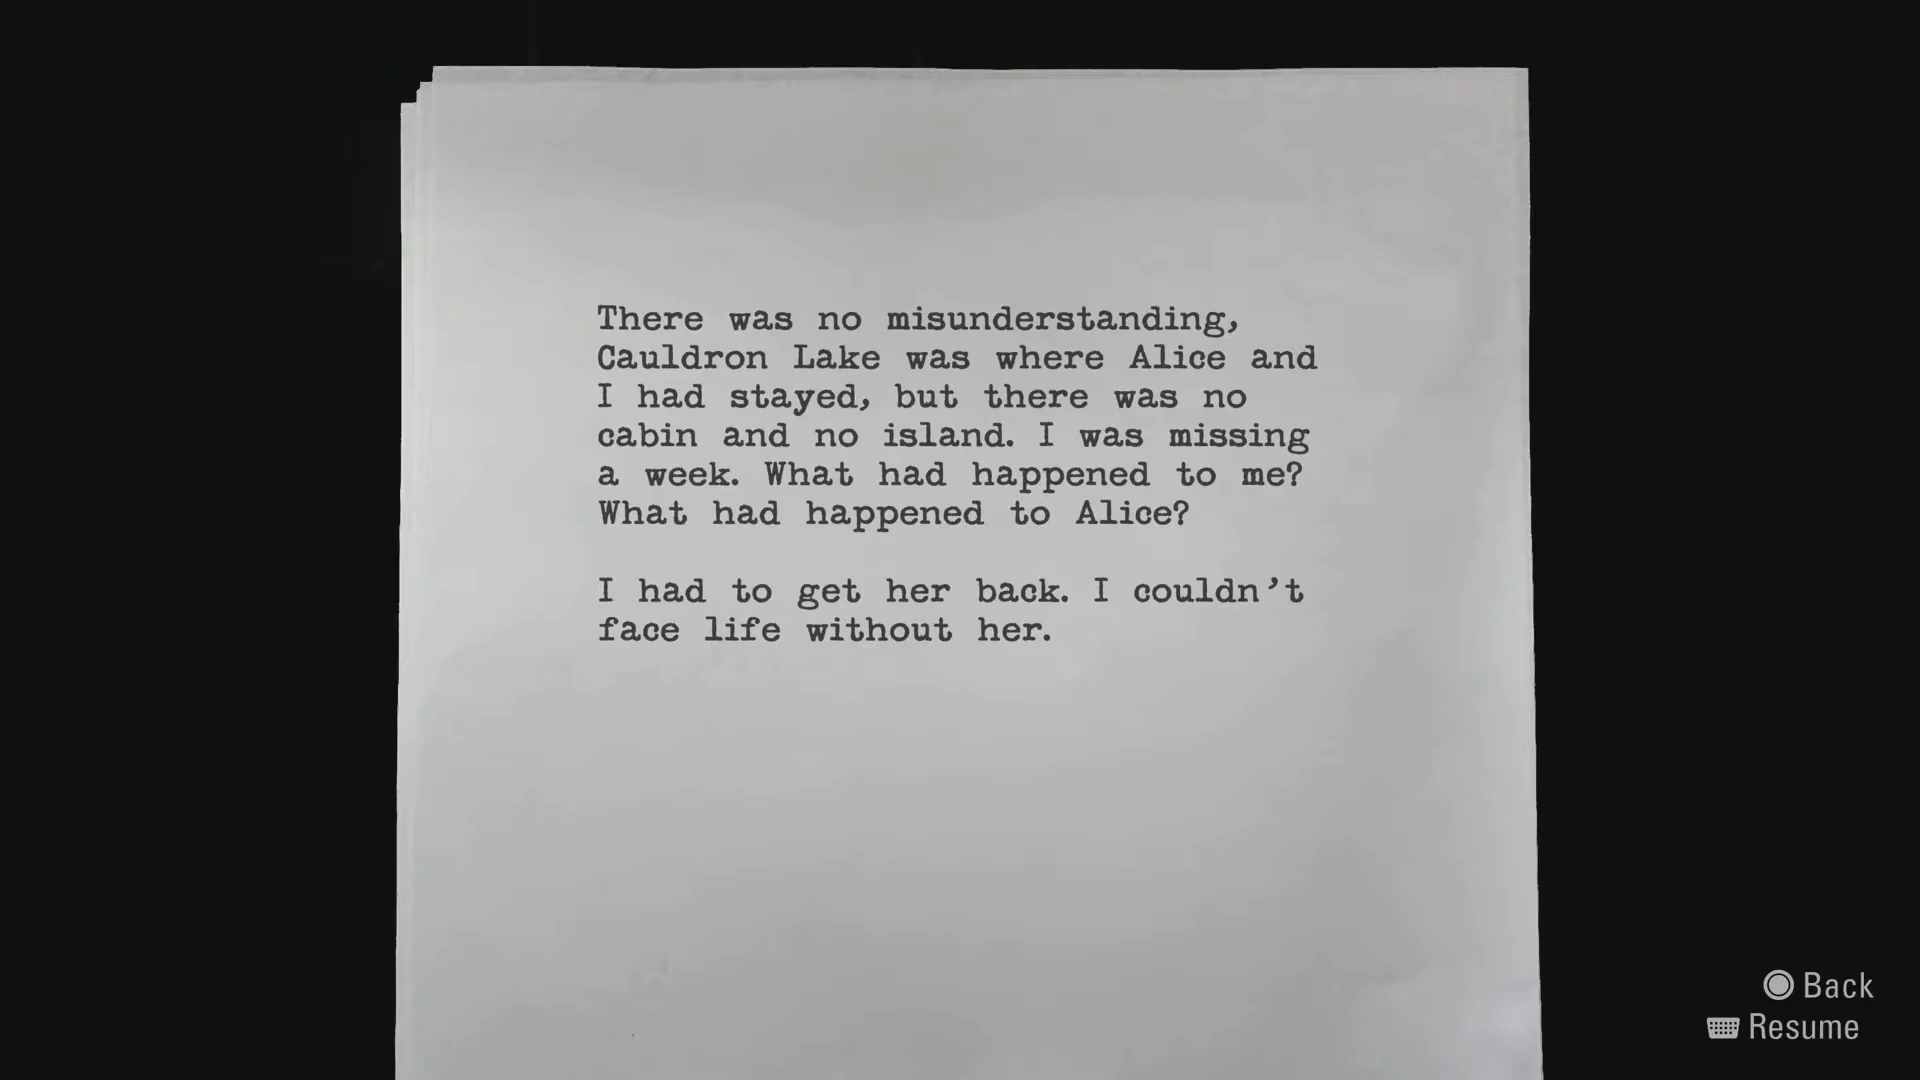 There was no misunderstanding,
Cauldron Lake was where Alice and
I had stayed, but there was no
cabin and no island. I was missing
a week. What had happened to me?
What had happened to Alice?
I had to get her back. I couldn’t
face life without her.
Back
Resume